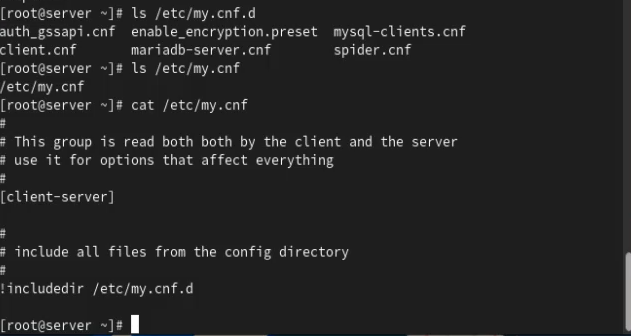 [root@server ~]# ls /etc/my.cnf.d
auth_gssapi.cnf enable_encryption.preset mysql-clients.cnf
client.cnf mariadb-server.cnf spider.cnf
[root@server ~]# ls /etc/my.cnf
/etc/my.cnf
[root@server ~]# cat /etc/my.cnf
#
# This group is read both both by the client and the server
# use it for options that affect everything
#
[client-server]
#
# include all files from the config directory
#
!includedir /etc/my.cnf.d
[root@server ~]#